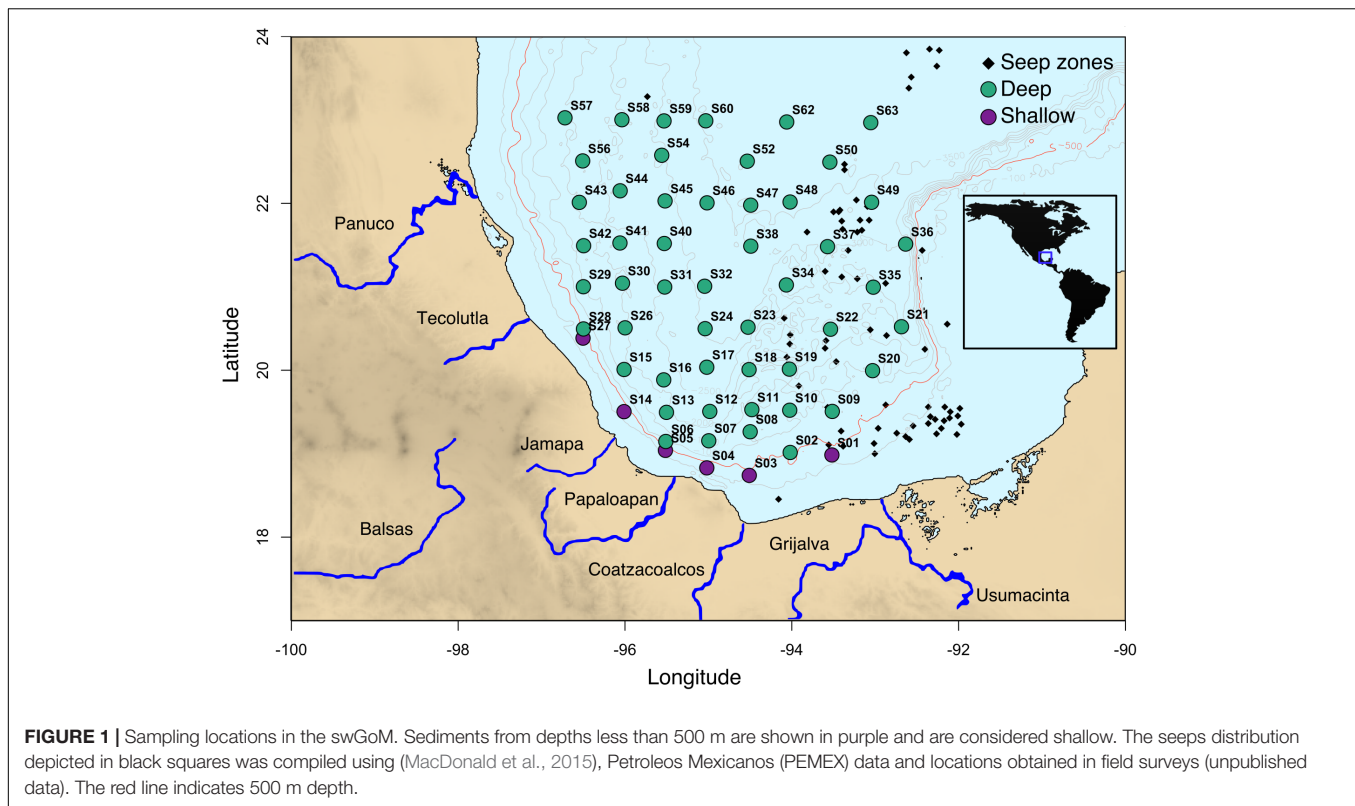 24
22
20
18
Latitude
-100
-98
-96
-94
-92
-90
Longitude
Seep zones
Deep
Shallow
~500
S57
S58
S59
S60
S62
S63
S56
S54
S52
S50
S43
S44
S45
S46
S47
S48
S49
S42
S41
S40
S38
S37
S36
S29
S30
S31
S32
S34
S35
S28
S27
S26
S24
S23
S22
S21
S15
S16
S17
S18
S19
S20
S14
S13
S12
S11
S10
S09
S06
S05
S07
S08
S02
S01
S04
S03
Panuco
Tecolutla
Jamapa
Papaloapan
Balsas
Coatzacoalcos
Grijalva
Usumacinta
FIGURE 1 | Sampling locations in the swGoM. Sediments from depths less than 500 m are shown in purple and are considered shallow. The seeps distribution
depicted in black squares was compiled using (MacDonald et al., 2015), Petroleos Mexicanos (PEMEX) data and locations obtained in field surveys (unpublished
data). The red line indicates 500 m depth.